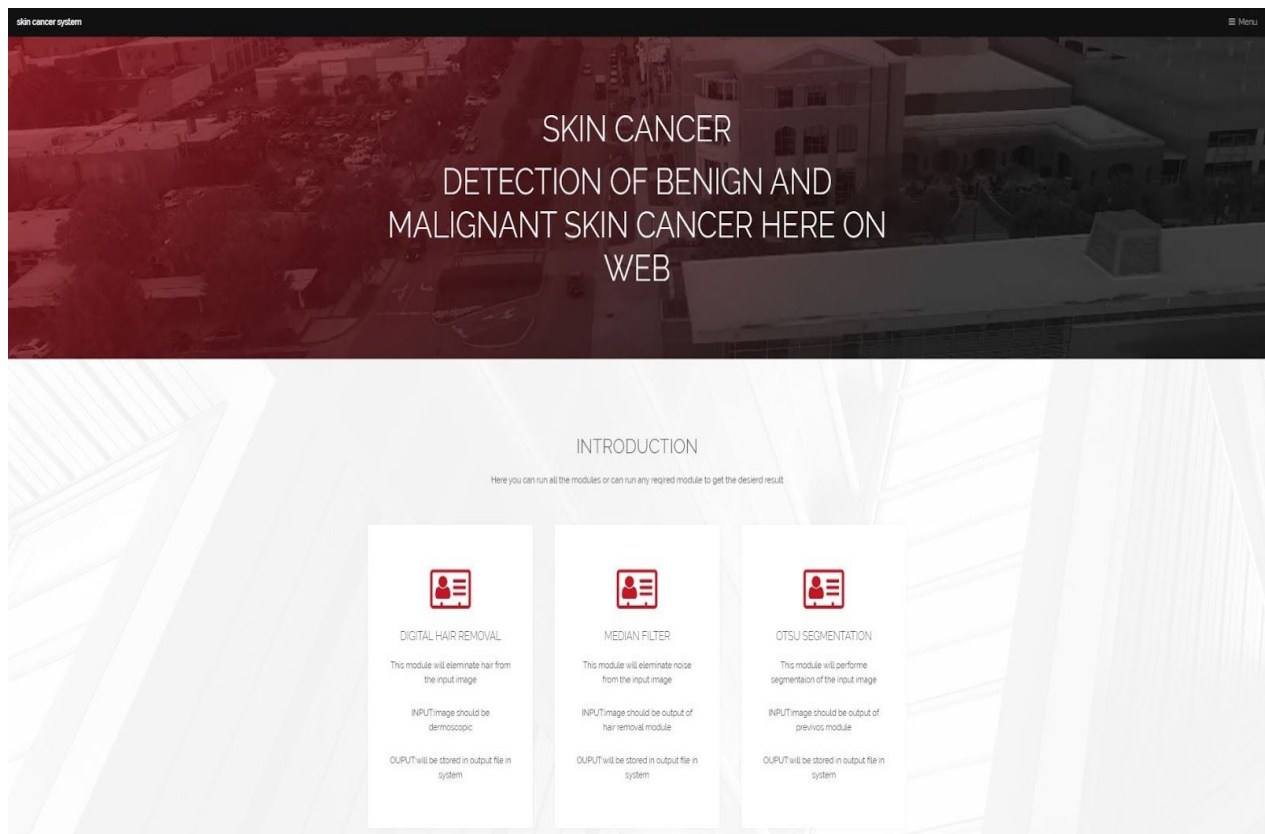 skin cancer system
Menu
SKIN CANCER
DETECTION OF BENIGN AND
MALIGNANT SKIN CANCER HERE ON
WEB
INTRODUCTION
Here you can run all the modules or can run any reqired module to get the desierd result
DIGITAL HAIR REMOVAL
This module will eleminate hair from
the input image
INPUT:image should be
dermoscopic
OUPUT:will be stored in output file in
system
MEDIAN FILTER
This module will eleminate noise
from the input image
INPUT:image should be output of
hair removal module
OUPUT:will be stored in output file in
system
OTSU SEGMENTATION
This module will performe
segmentaion of the input image
INPUT:image should be output of
previvos module
OUPUT:will be stored in output file in
system